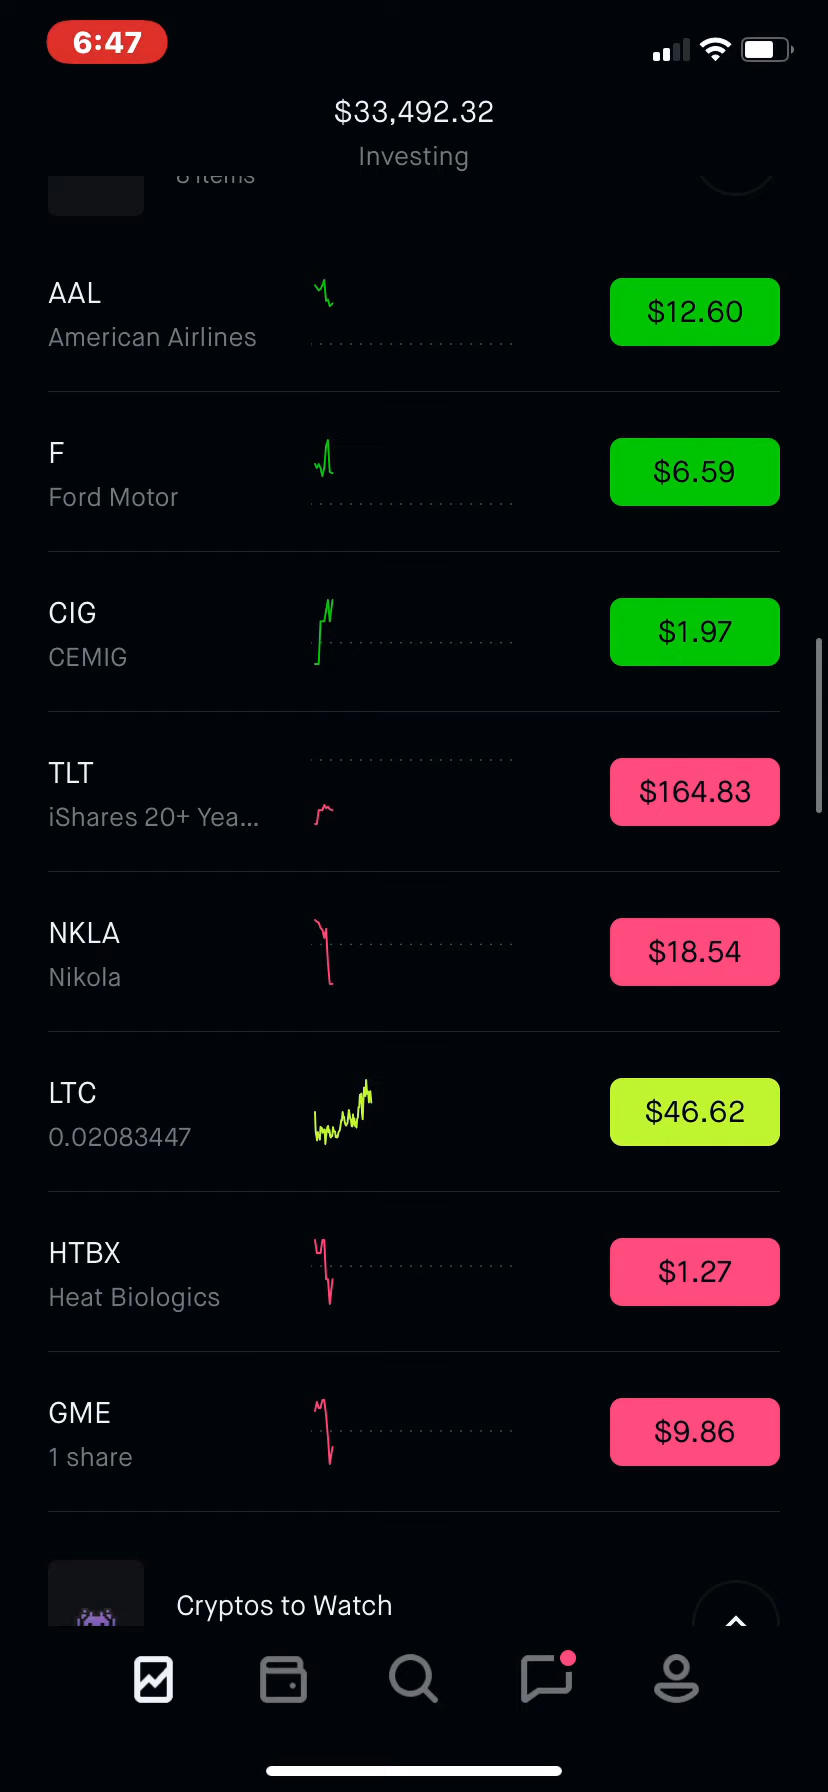 6:47
$33,492.32
Investing
8 items
AAL
American Airlines
$12.60
F
Ford Motor
$6.59
CIG
CEMIG
$1.97
TLT
iShares 20+ Yea...
$164.83
NKLA
Nikola
$18.54
LTC
0.02083447
$46.62
HTBX
Heat Biologics
$1.27
GME
1 share
$9.86
Cryptos to Watch